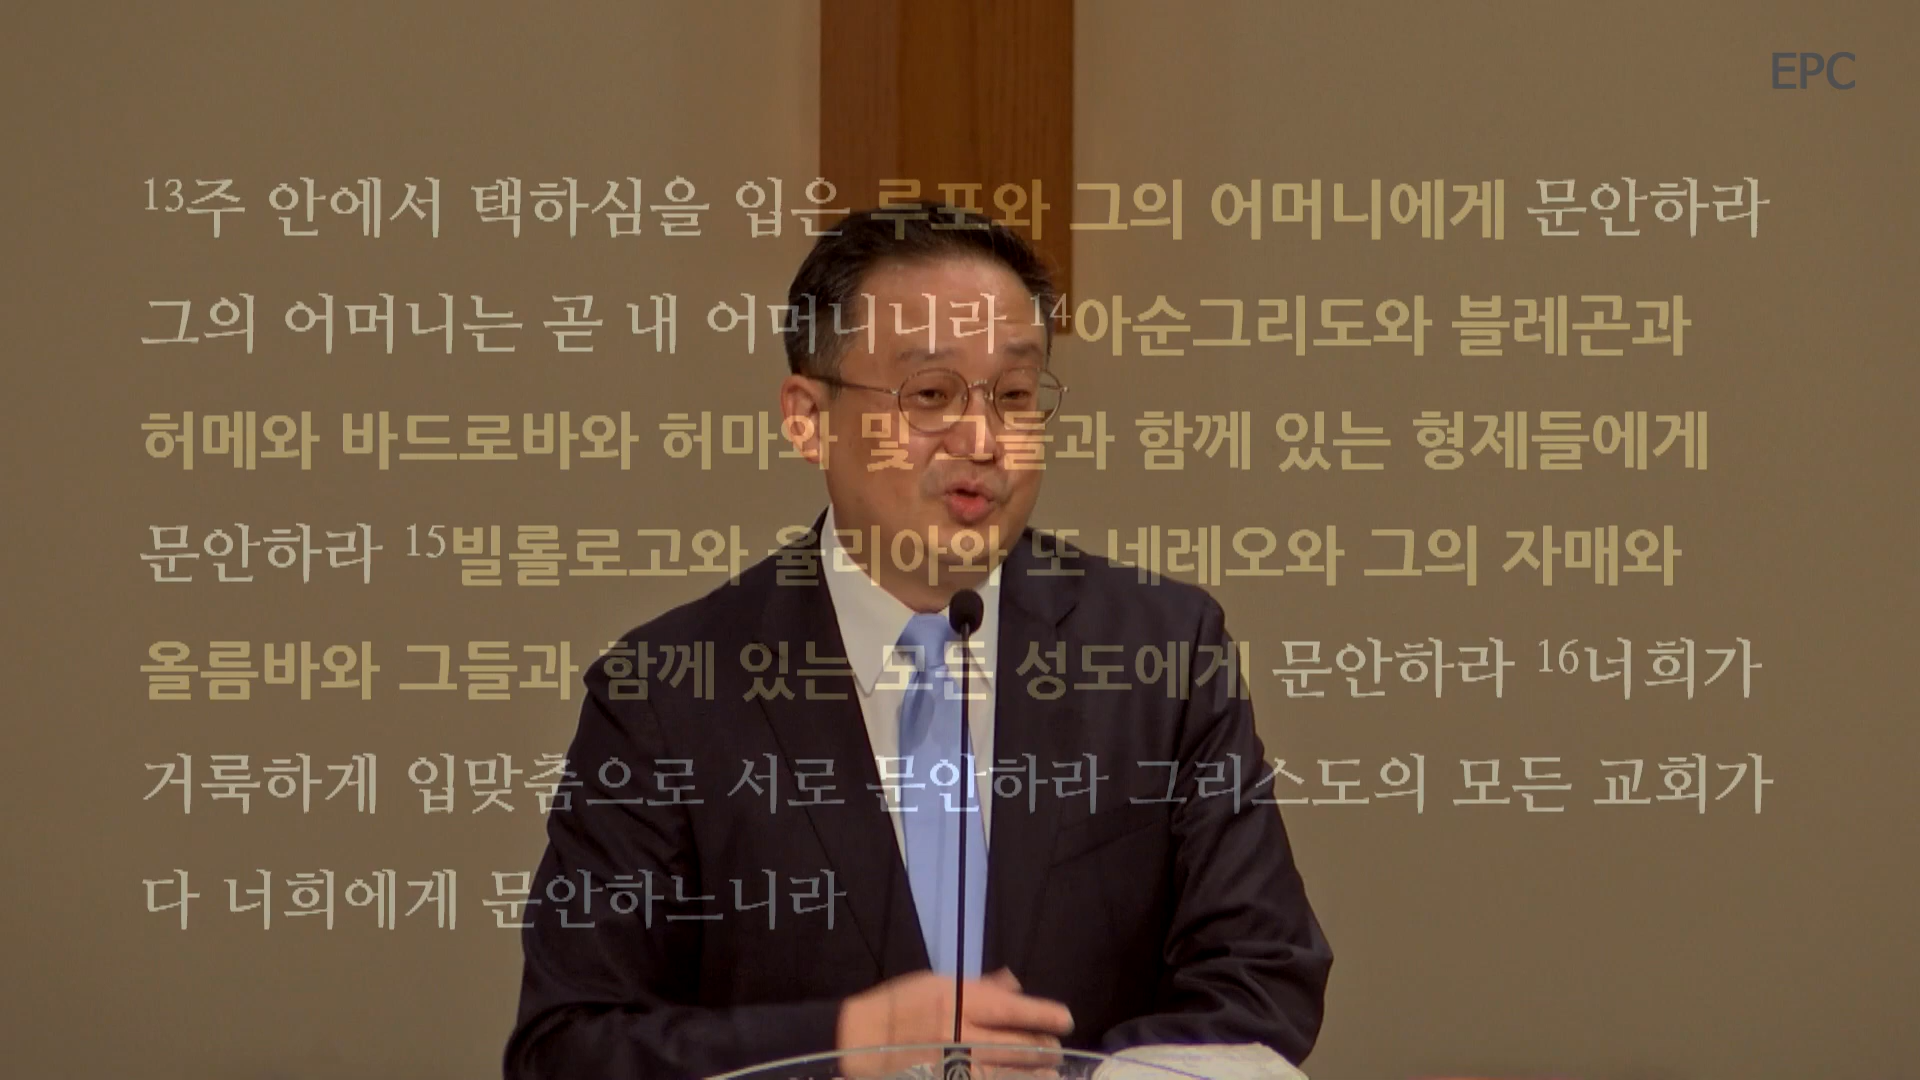 EPC
13주 안에서 택하심을 입은 루포와 그의 어머니에게 문안하라
그의 어머니는 곧 내 어머니니라 14아순그리도와 블레곤과
허메와 바드로바와 허마와 및 그들과 함께 있는 형제들에게
문안하라 15빌롤로고와 율리아와 또 네레오와 그의 자매와
올름바와 그들과 함께 있는 모든 성도에게 문안하라 16너희가
거룩하게 입맞춤으로 서로 문안하라 그리스도의 모든 교회가
다 너희에게 문안하느니라